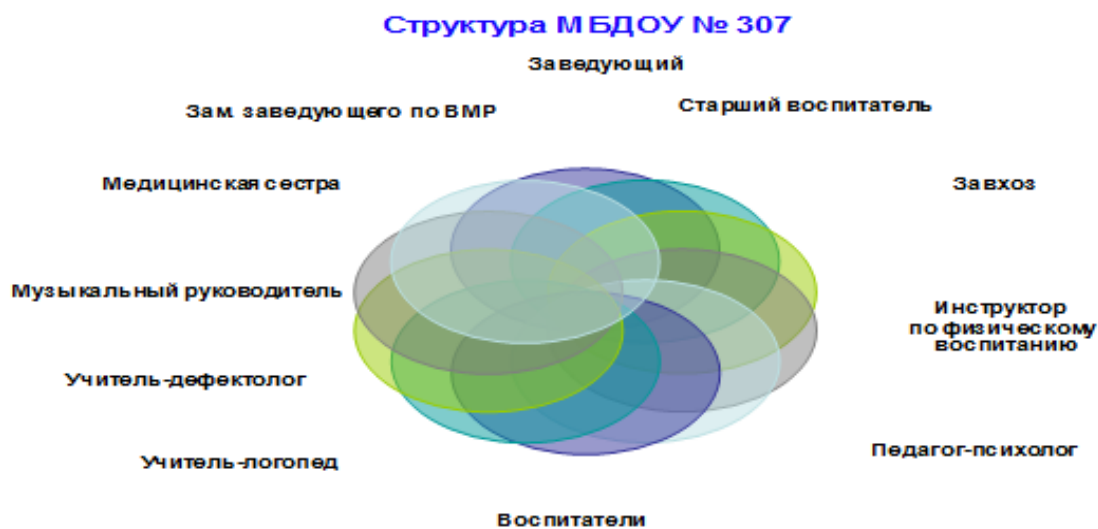 Структура МБДОУ № 307
Заведующий
Зам. заведующего по ВМР
Старший воспитатель
Медицинская сестра
Завхоз
Музыкальный руководитель
Инструктор
по физическому
воспитанию
Учитель-дефектолог
Учитель-логопед
Педагог-психолог
Воспитатели